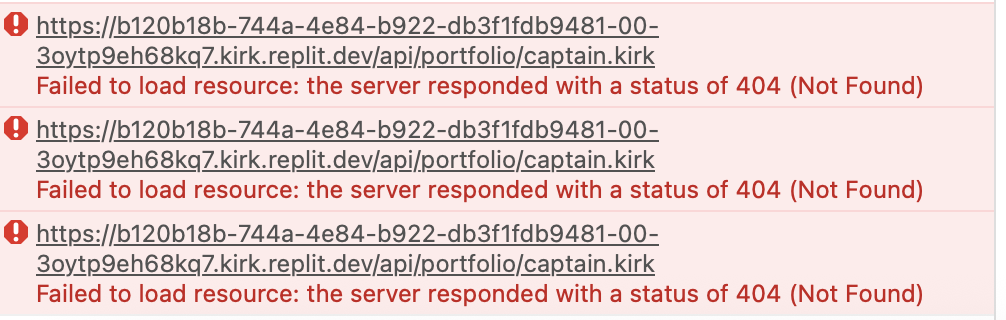 https://b120b18b-744a-4e84-b922-db3f1fdb9481-00-
3oytp9eh68kq7.kirk.replit.dev/api/portfolio/captain.kirk
Failed to load resource: the server responded with a status of 404 (Not Found)
https://b120b18b-744a-4e84-b922-db3f1fdb9481-00-
3oytp9eh68kq7.kirk.replit.dev/api/portfolio/captain.kirk
Failed to load resource: the server responded with a status of 404 (Not Found)
https://b120b18b-744a-4e84-b922-db3f1fdb9481-00-
3oytp9eh68kq7.kirk.replit.dev/api/portfolio/captain.kirk
Failed to load resource: the server responded with a status of 404 (Not Found)